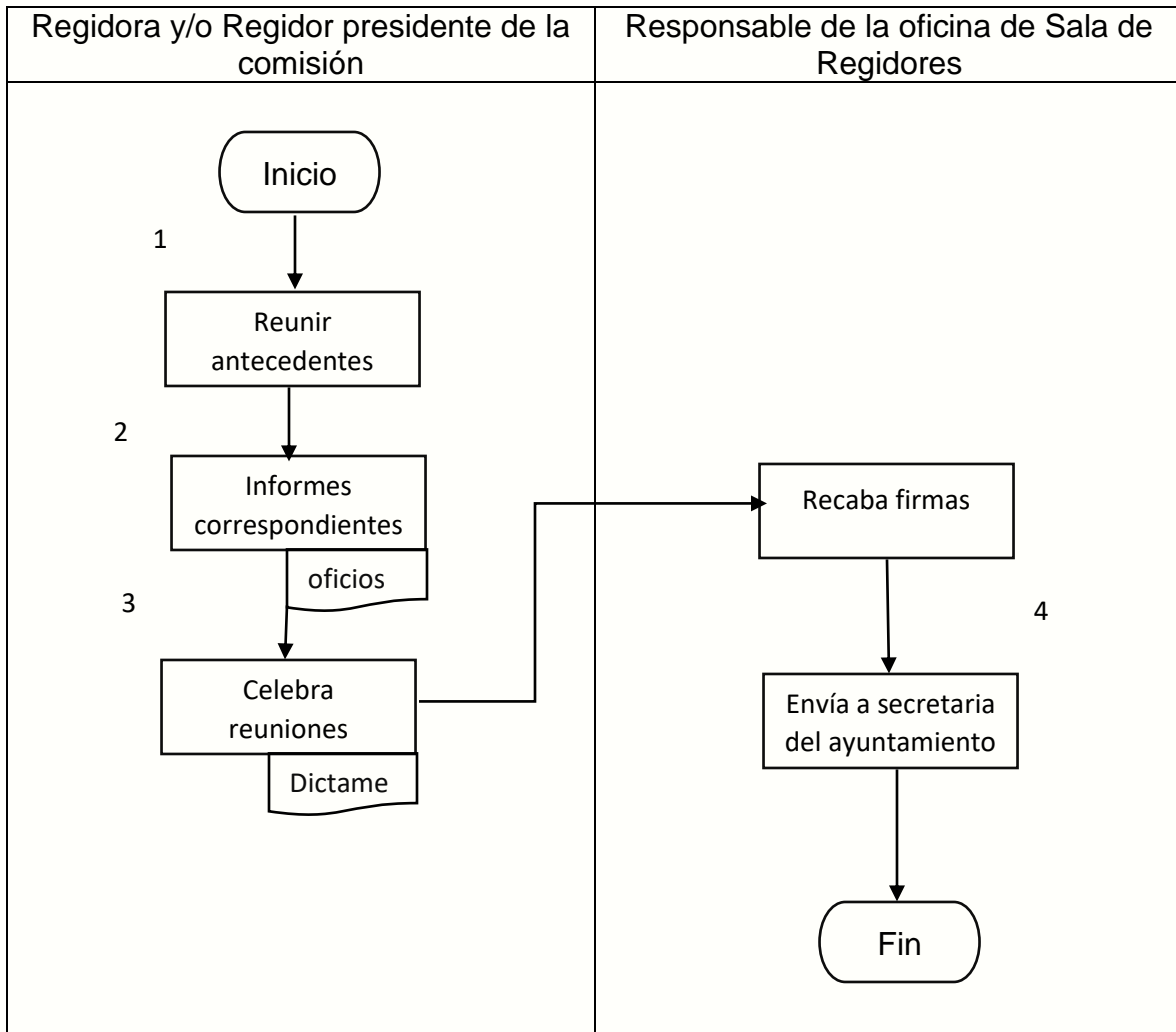 Regidora y/o Regidor presidente de la
comisión
Responsable de la oficina de Sala de
Regidores
Inicio
1
Reunir
antecedentes
2
Informes
correspondientes
oficios
3
Celebra
reuniones
Dictame
Recaba firmas
4
Envía a secretaria
del ayuntamiento
Fin